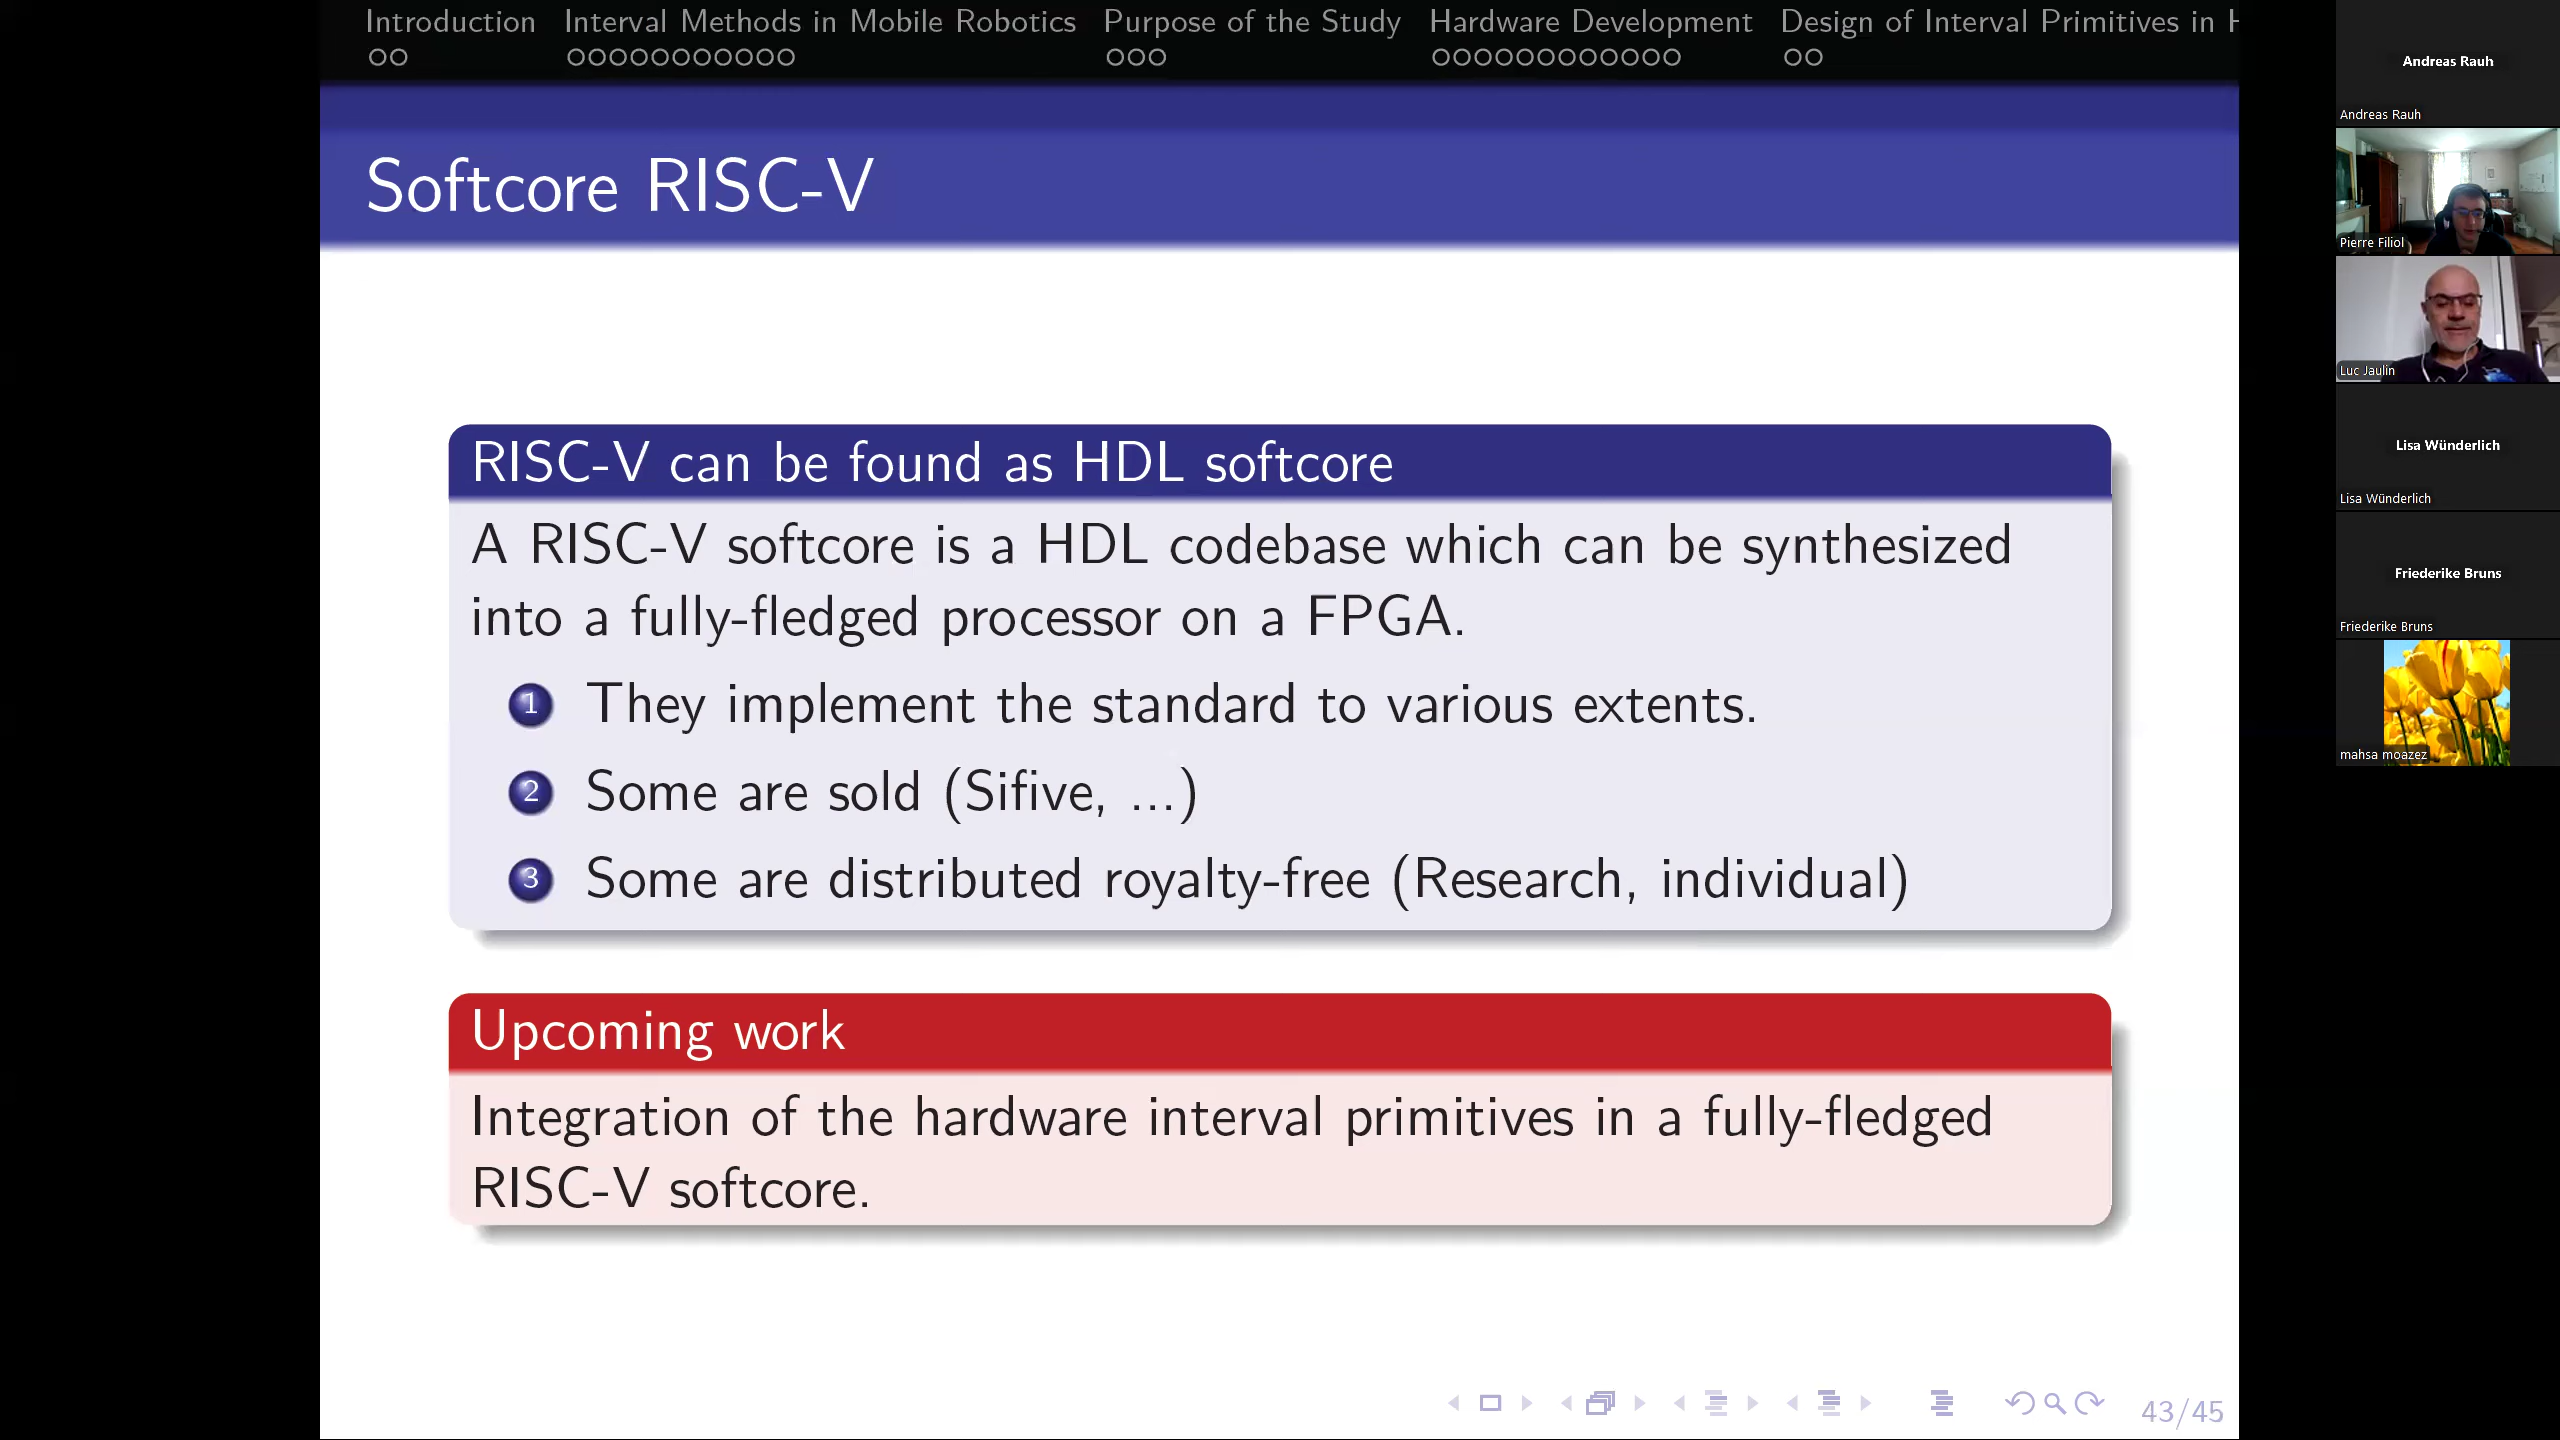 Introduction
Interval Methods in Mobile Robotics
Purpose of the Study
Hardware Development
Design of Interval Primitives in H
Softcore RISC-V
RISC-V can be found as HDL softcore
A RISC-V softcore is a HDL codebase which can be synthesized
into a fully-fledged processor on a FPGA.
1 They implement the standard to various extents.
2 Some are sold (Sifive, ...)
3 Some are distributed royalty-free (Research, individual)
Upcoming work
Integration of the hardware interval primitives in a fully-fledged
RISC-V softcore.
43/45
Andreas Rauh
Andreas Rauh
Pierre Filiol
Luc Jaulin
Lisa Wünderlich
Lisa Wünderlich
Friederike Bruns
Friederike Bruns
mahsa moazez